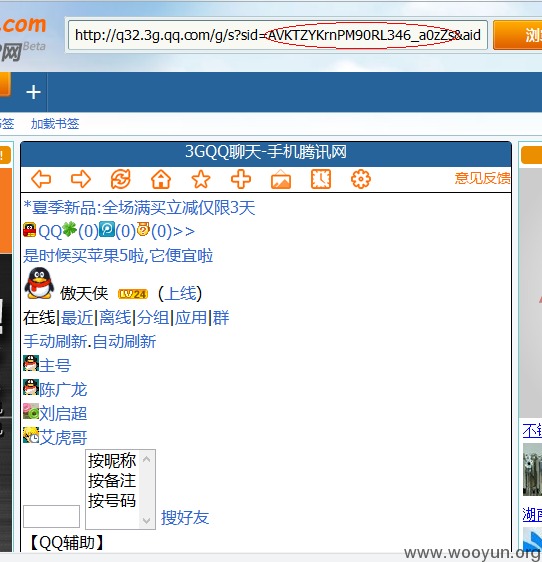 .com
网Beta
http://q32.3g.qq.com/g/s?sid=AVKTZYKrnPM90RL346_a0zZs&aid
浏
+
书签 加载书签
3GQQ聊天-手机腾讯网
意见反馈
*夏季新品:全场满买立减仅限3天
QQ(0)(0)(0)>>
是时候买苹果5啦,它便宜啦
傲天侠 LV24 (上线)
在线|最近|离线|分组|应用|群
手动刷新.自动刷新
主号
陈广龙
刘启超
艾虎哥
按昵称
按备注
按号码
搜好友
【QQ辅助】
不锈
湖南
www.wooyun.org